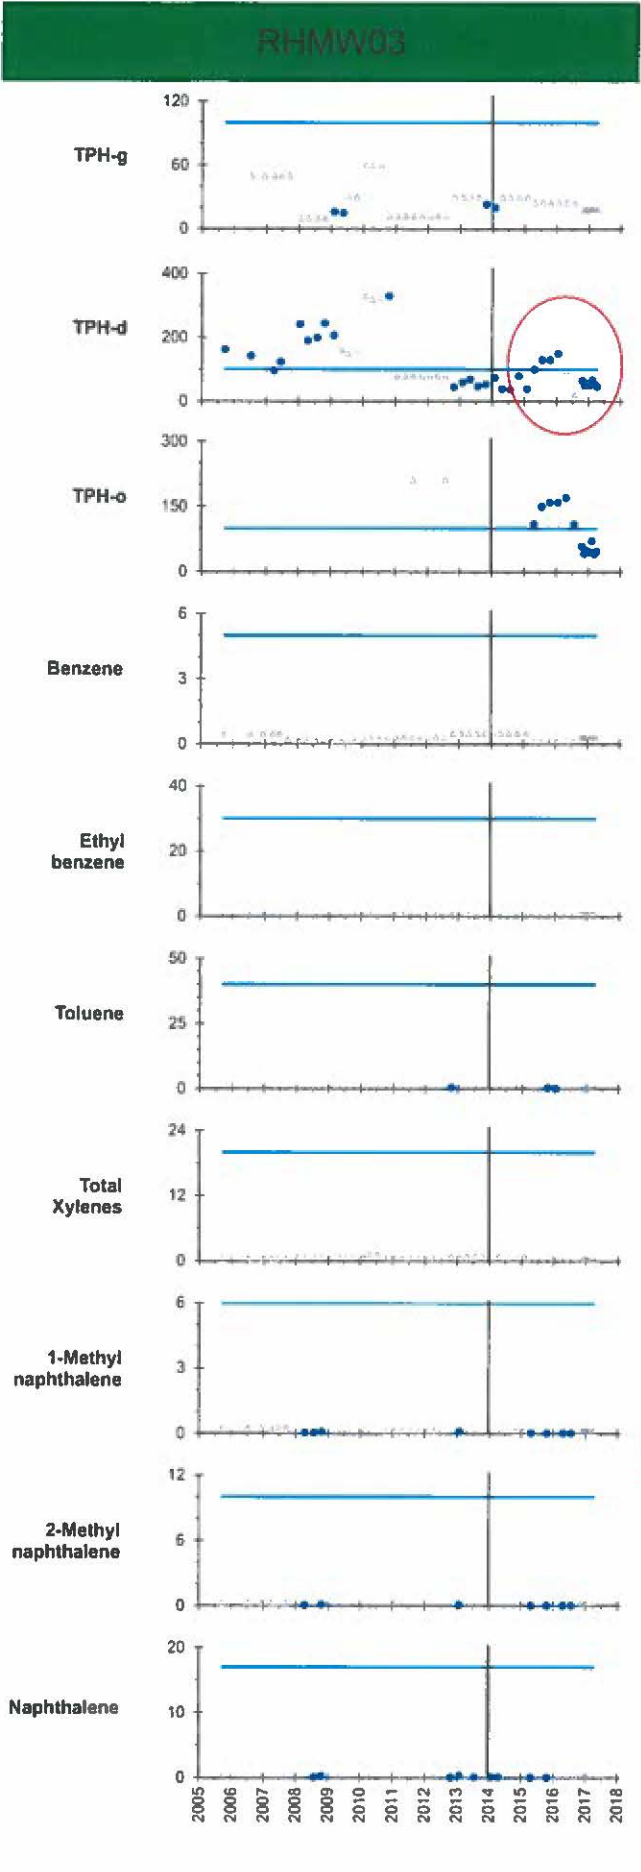 RHMW03
120
TPH-g
60
0
400
TPH-d
200
0
300
TPH-o
150
0
6
Benzene
3
0
40
Ethyl
benzene
20
0
50
Toluene
25
0
24
Total
Xylenes
12
0
6
1-Methyl
naphthalene
3
0
12
2-Methyl
naphthalene
6
0
20
Naphthalene
10
0
2005 2006 2007 2008 2009 2010 2011 2012 2013 2014 2015 2016 2017 2018